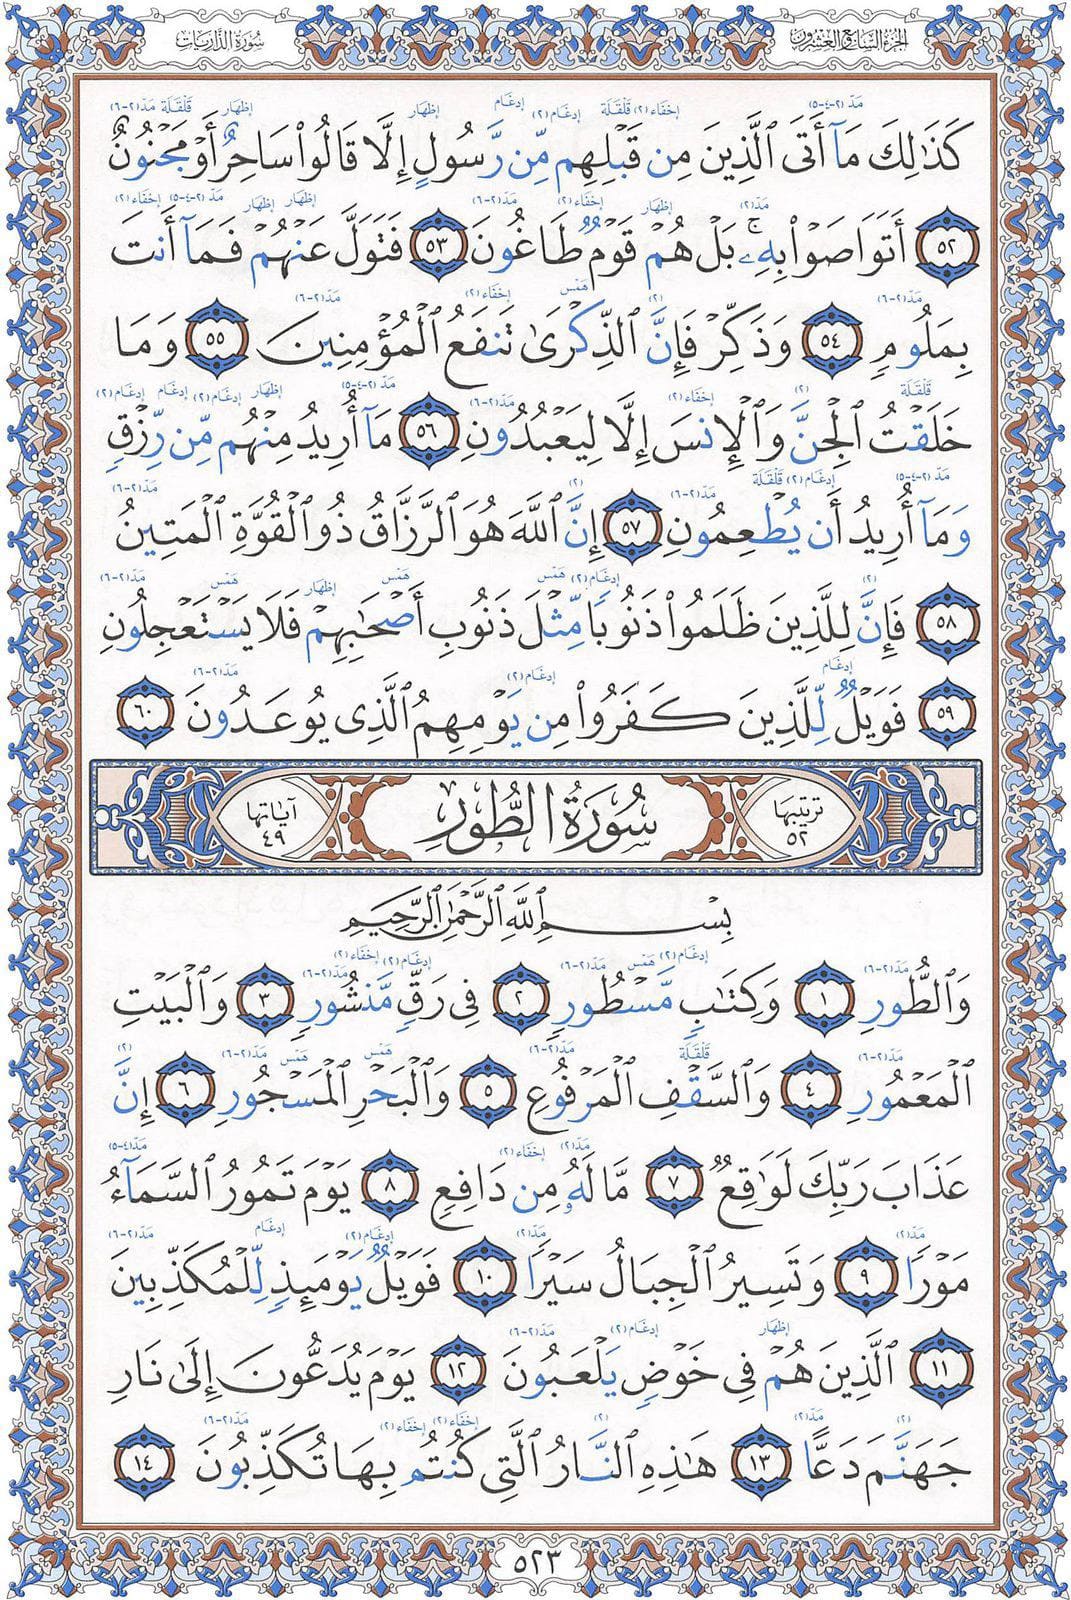 الجزء السابع والعشرون سورة الذاريات
كَذَٰلِكَ مَآ أَتَى ٱلَّذِينَ مِن قَبْلِهِم مِّن رَّسُولٍ إِلَّا قَالُوا۟ سَاحِرٌ أَوْ مَجْنُونٌ
٥٢ أَتَوَاصَوْا۟ بِهِۦ ۚ بَلْ هُمْ قَوْمٌ طَاغُونَ ٥٣ فَتَوَلَّ عَنْهُمْ فَمَآ أَنتَ
بِمَلُومٍ ٥٤ وَذَكِّرْ فَإِنَّ ٱلذِّكْرَىٰ تَنفَعُ ٱلْمُؤْمِنِينَ ٥٥ وَمَا
خَلَقْتُ ٱلْجِنَّ وَٱلْإِنسَ إِلَّا لِيَعْبُدُونِ ٥٦ مَآ أُرِيدُ مِنْهُم مِّن رِّزْقٍ
وَمَآ أُرِيدُ أَن يُطْعِمُونِ ٥٧ إِنَّ ٱللَّهَ هُوَ ٱلرَّزَّاقُ ذُو ٱلْقُوَّةِ ٱلْمَتِينُ
٥٨ فَإِنَّ لِلَّذِينَ ظَلَمُوا۟ ذَنُوبًا مِّثْلَ ذَنُوبِ أَصْحَٰبِهِمْ فَلَا يَسْتَعْجِلُونِ
٥٩ فَوَيْلٌ لِّلَّذِينَ كَفَرُوا۟ مِن يَوْمِهِمُ ٱلَّذِى يُوعَدُونَ ٦٠
ترتيبها ٥٢ سُورَةُ الطُّورِ آياتها ٤٩
بِسْمِ ٱللَّهِ ٱلرَّحْمَٰنِ ٱلرَّحِيمِ
وَٱلطُّورِ ١ وَكِتَٰبٍ مَّسْطُورٍ ٢ فِى رَقٍّ مَّنشُورٍ ٣ وَٱلْبَيْتِ
ٱلْمَعْمُورِ ٤ وَٱلسَّقْفِ ٱلْمَرْفُوعِ ٥ وَٱلْبَحْرِ ٱلْمَسْجُورِ ٦ إِنَّ
عَذَابَ رَبِّكَ لَوَٰقِعٌ ٧ مَّا لَهُۥ مِن دَافِعٍ ٨ يَوْمَ تَمُورُ ٱلسَّمَآءُ
مَوْرًا ٩ وَتَسِيرُ ٱلْجِبَالُ سَيْرًا ١٠ فَوَيْلٌ يَوْمَئِذٍ لِّلْمُكَذِّبِينَ
١١ ٱلَّذِينَ هُمْ فِى خَوْضٍ يَلْعَبُونَ ١٢ يَوْمَ يُدَعُّونَ إِلَىٰ نَارِ
جَهَنَّمَ دَعًّا ١٣ هَٰذِهِ ٱلنَّارُ ٱلَّتِى كُنتُم بِهَا تُكَذِّبُونَ ١٤
٥٢٣